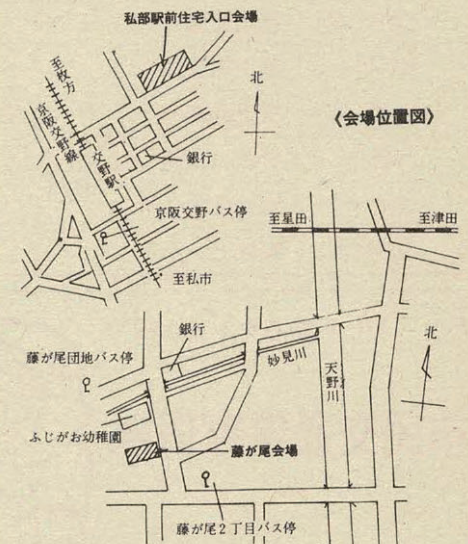 私部駅前住宅入口会場
至枚方
北
京阪交野線
交野駅
銀行
〈会場位置図〉
京阪交野バス停
至私市
至星田
至津田
銀行
藤が尾団地バス停
妙見川
天野川
北
ふじがお幼稚園
藤が尾会場
藤が尾2丁目バス停